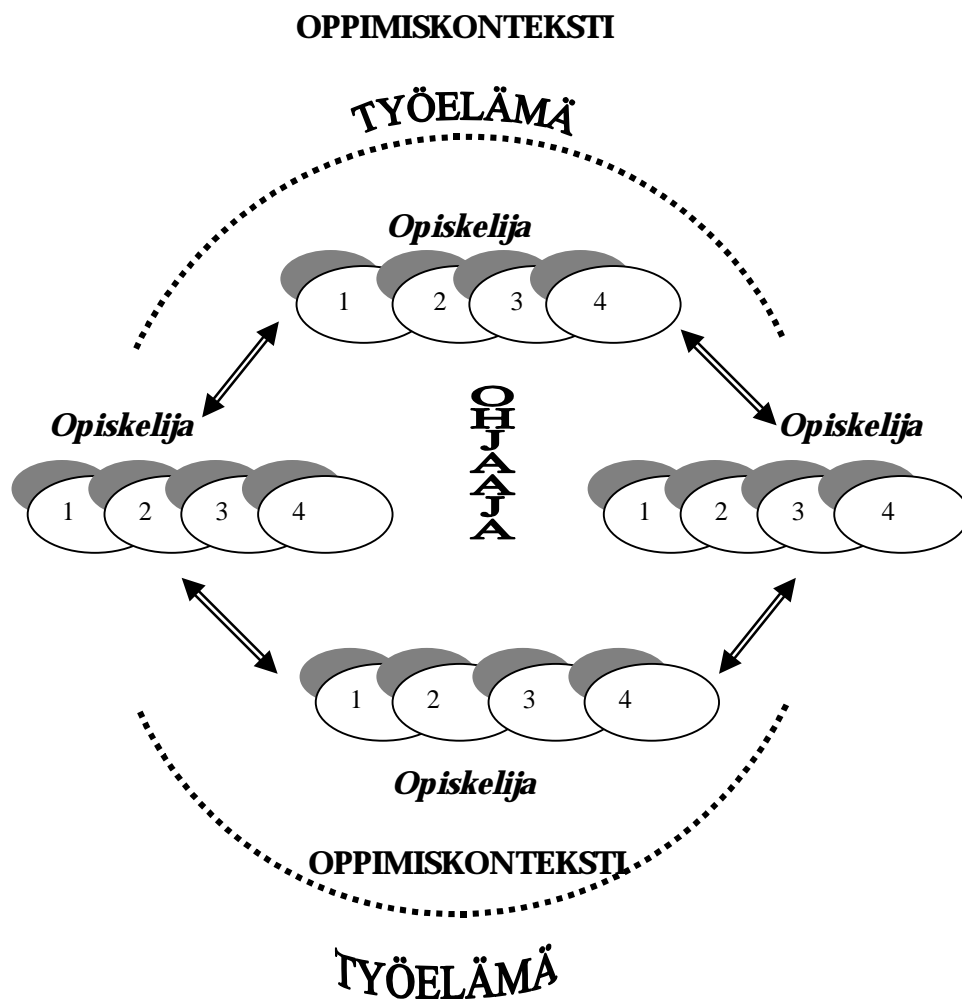 OPPIMISKONTEKSTI
TYÖELÄMÄ
Opiskelija
1 2 3 4
OHJAAJA
Opiskelija
1 2 3 4
Opiskelija
1 2 3 4
1 2 3 4
Opiskelija
OPPIMISKONTEKSTI
TYÖELÄMÄ